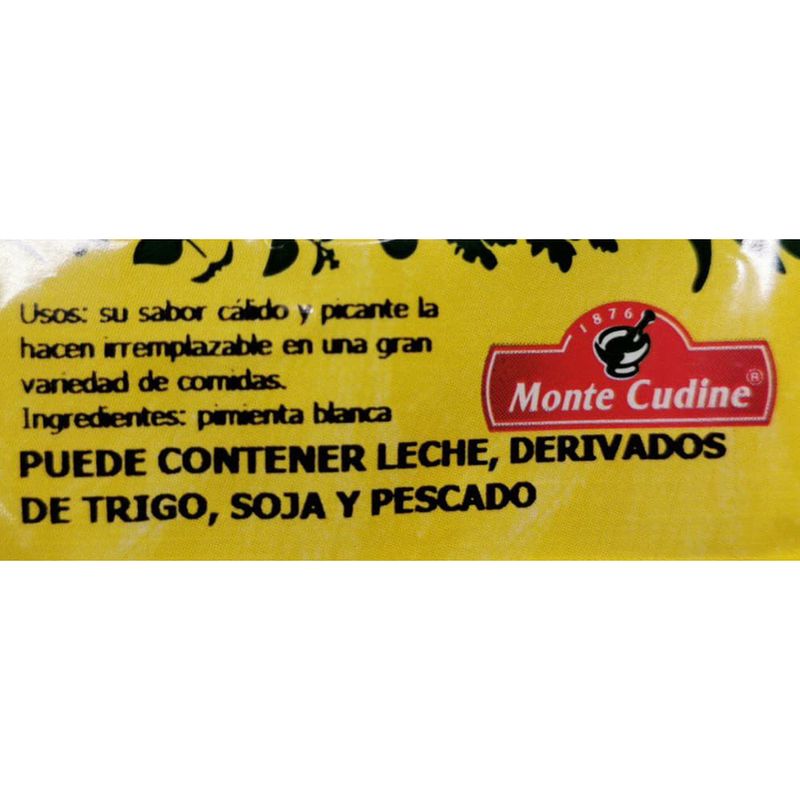 Usos: su sabor cálido y picante la
hacen irremplazable en una gran
variedad de comidas.
Ingredientes: pimienta blanca
PUEDE CONTENER LECHE, DERIVADOS
DE TRIGO, SOJA Y PESCADO
1876
Monte Cudine®